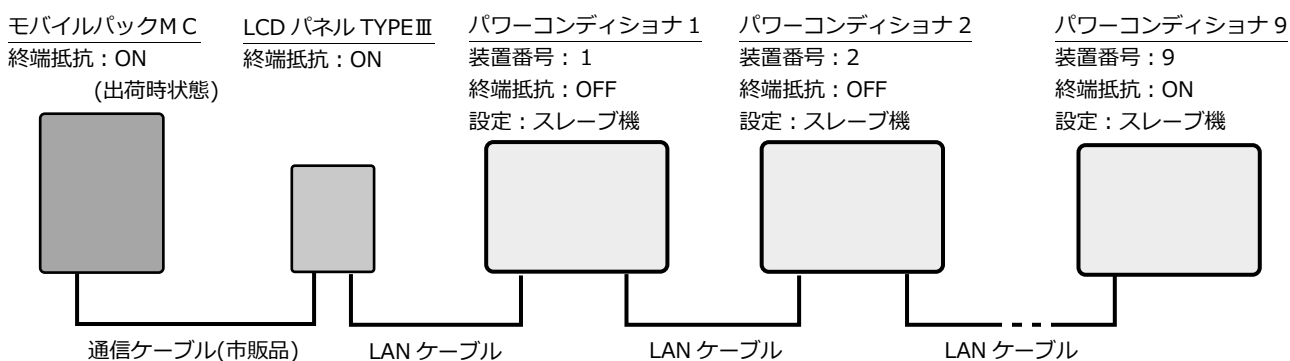 モバイルパックＭＣ
終端抵抗：ON
(出荷時状態)
LCD パネル TYPEⅢ
終端抵抗：ON
パワーコンディショナ 1
装置番号：1
終端抵抗：OFF
設定：スレーブ機
パワーコンディショナ 2
装置番号：2
終端抵抗：OFF
設定：スレーブ機
パワーコンディショナ 9
装置番号：9
終端抵抗：ON
設定：スレーブ機
通信ケーブル(市販品)
LAN ケーブル
LAN ケーブル
LAN ケーブル